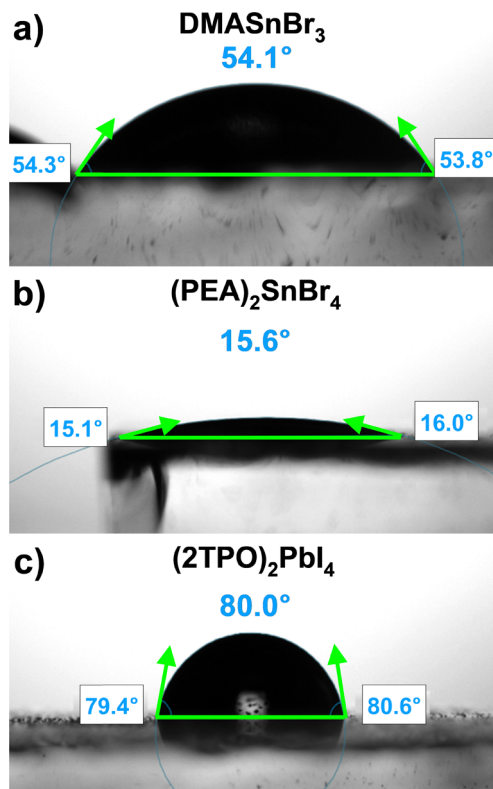 a)
DMASnBr₃
54.1°
54.3°
53.8°
b)
(PEA)₂SnBr₄
15.6°
15.1°
16.0°
c)
(2TPO)₂PbI₄
80.0°
79.4°
80.6°